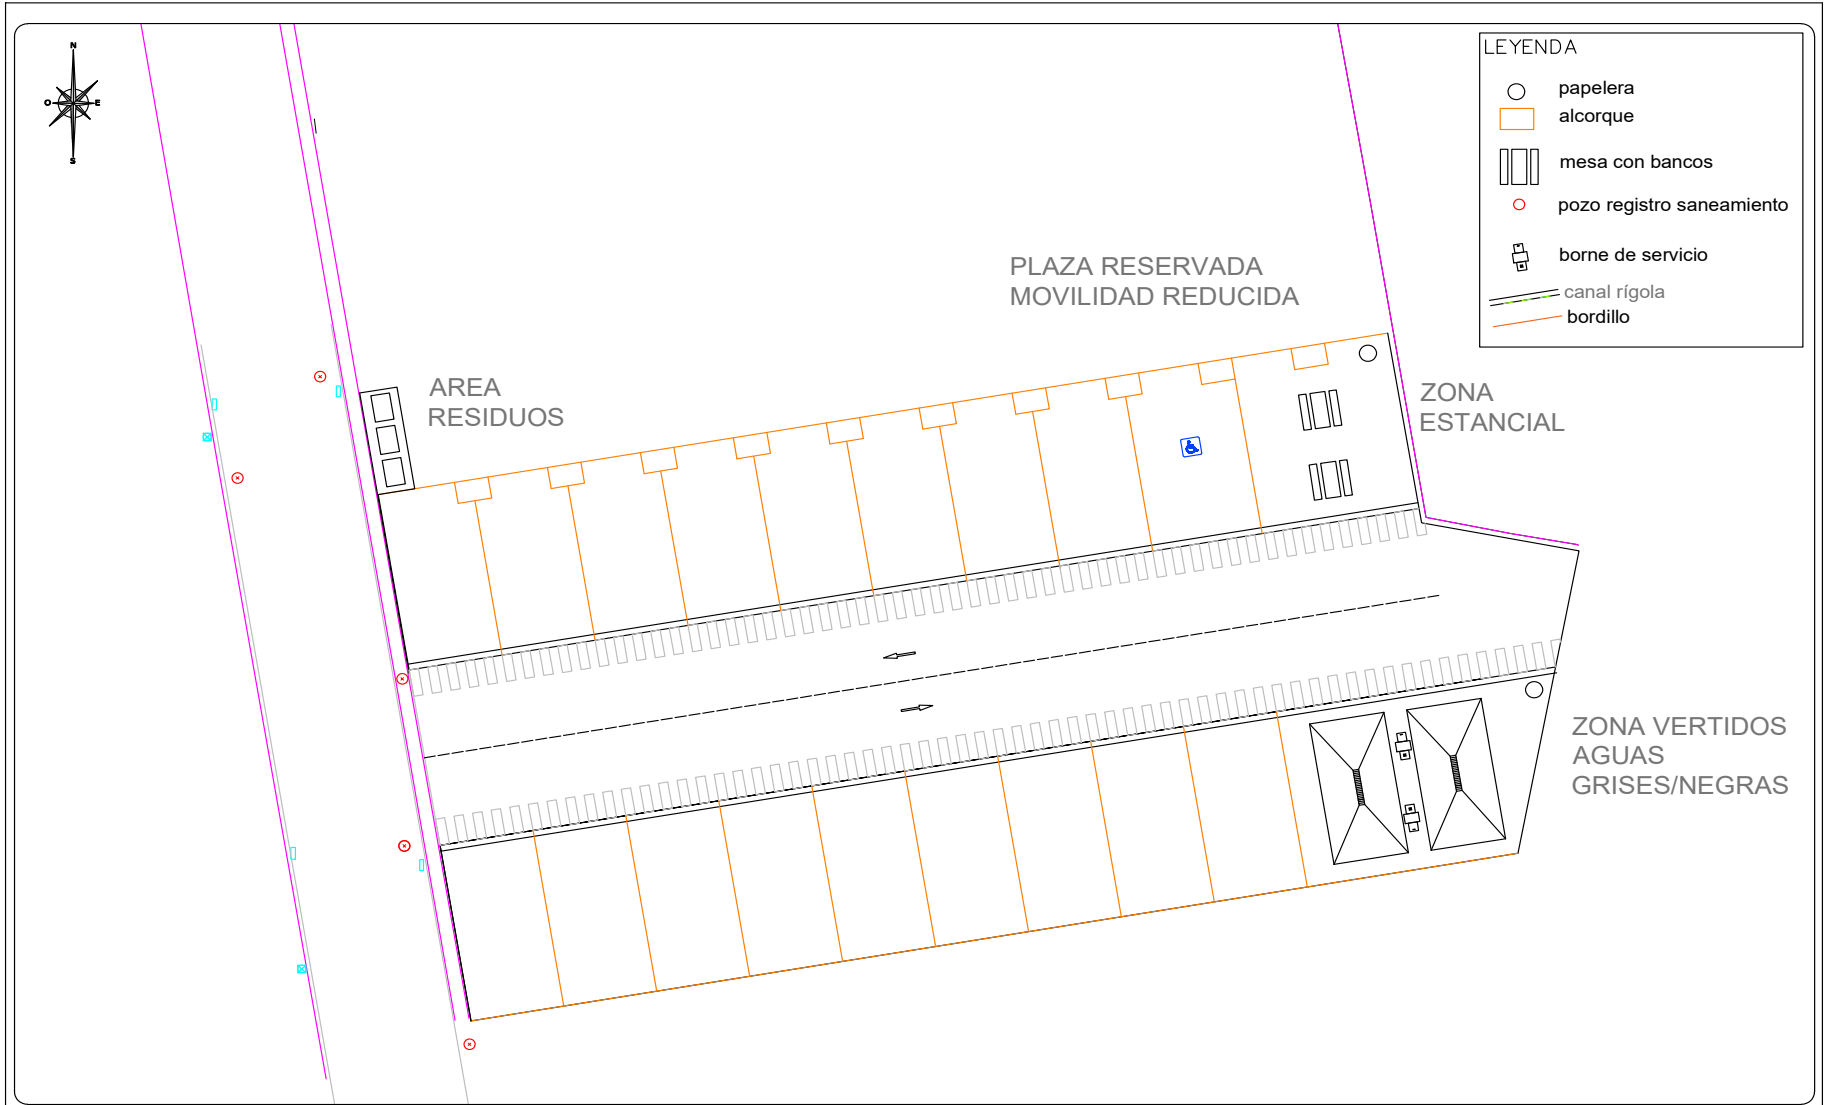 N
O
E
S
LEYENDA
papelera
alcorque
mesa con bancos
pozo registro saneamiento
borne de servicio
canal rígola
bordillo
PLAZA RESERVADA
MOVILIDAD REDUCIDA
AREA
RESIDUOS
ZONA
ESTANCIAL
ZONA VERTIDOS
AGUAS
GRISES/NEGRAS